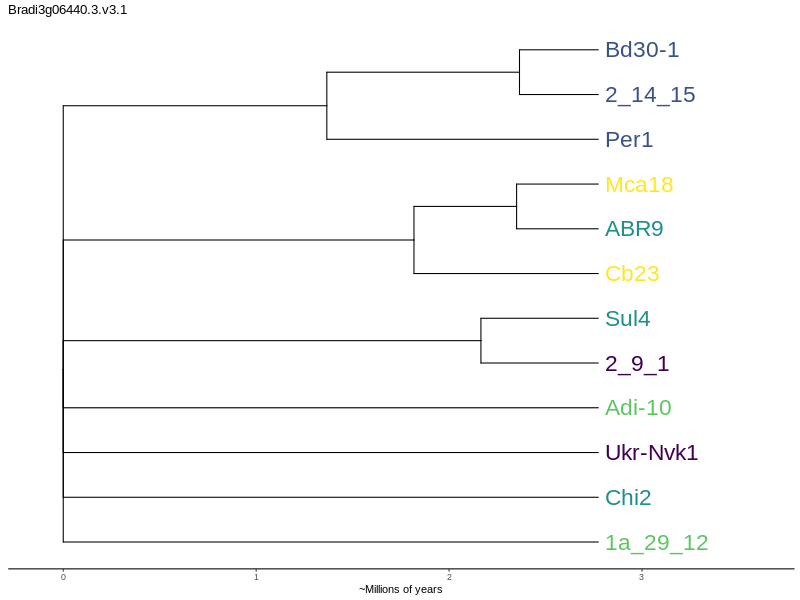 Bradi3g06440.3.v3.1
Bd30-1
2_14_15
Per1
Mca18
ABR9
Cb23
Sul4
2_9_1
Adi-10
Ukr-Nvk1
Chi2
1a_29_12
0 1 2 3
~Millions of years